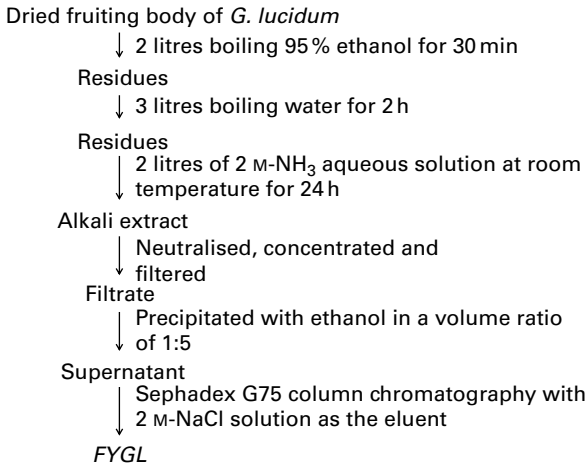 Dried fruiting body of G. lucidum
2 litres boiling 95 % ethanol for 30 min
Residues
3 litres boiling water for 2 h
Residues
2 litres of 2 M-NH₃ aqueous solution at room
temperature for 24 h
Alkali extract
Neutralised, concentrated and
filtered
Filtrate
Precipitated with ethanol in a volume ratio
of 1:5
Supernatant
Sephadex G75 column chromatography with
2 M-NaCl solution as the eluent
FYGL